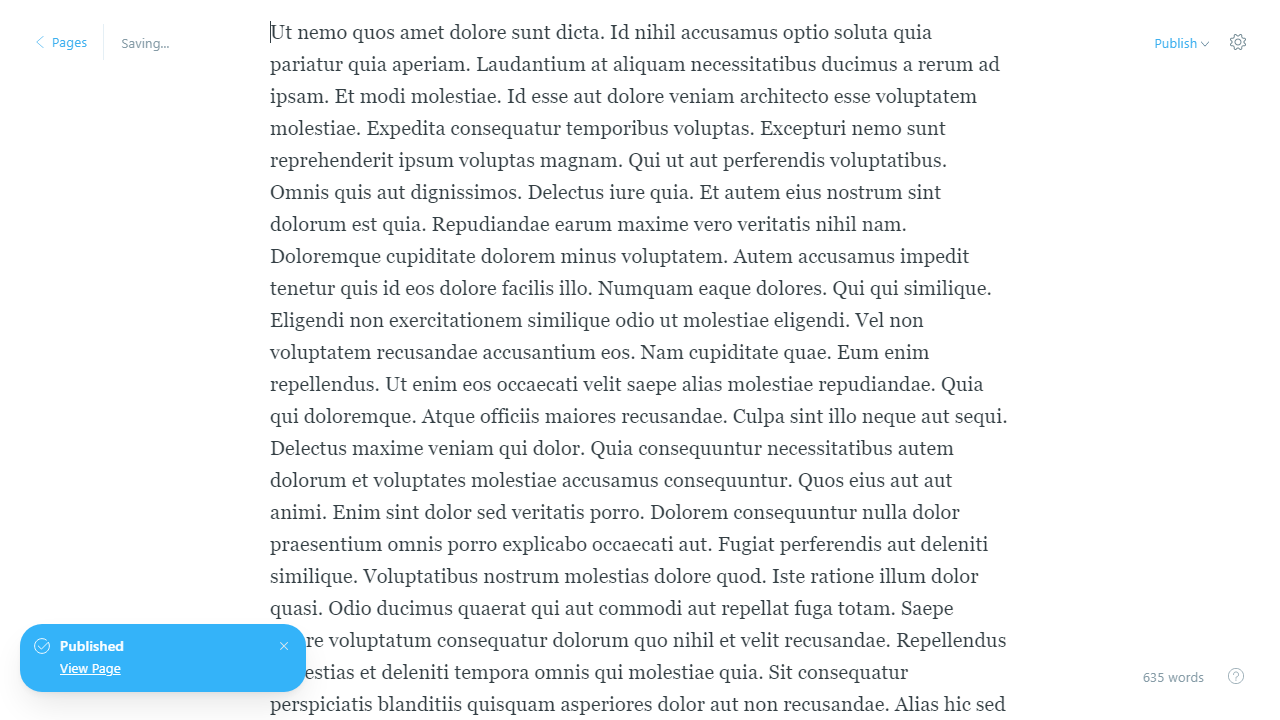 Pages
Saving...
Publish
Ut nemo quos amet dolore sunt dicta. Id nihil accusamus optio soluta quia
pariatur quia aperiam. Laudantium at aliquam necessitatibus ducimus a rerum ad
ipsam. Et modi molestiae. Id esse aut dolore veniam architecto esse voluptatem
molestiae. Expedita consequatur temporibus voluptas. Excepturi nemo sunt
reprehenderit ipsum voluptas magnam. Qui ut aut perferendis voluptatibus.
Omnis quis aut dignissimos. Delectus iure quia. Et autem eius nostrum sint
dolorum est quia. Repudiandae earum maxime vero veritatis nihil nam.
Doloremque cupiditate dolorem minus voluptatem. Autem accusamus impedit
tenetur quis id eos dolore facilis illo. Numquam eaque dolores. Qui qui similique.
Eligendi non exercitationem similique odio ut molestiae eligendi. Vel non
voluptatem recusandae accusantium eos. Nam cupiditate quae. Eum enim
repellendus. Ut enim eos occaecati velit saepe alias molestiae repudiandae. Quia
qui doloremque. Atque officiis maiores recusandae. Culpa sint illo neque aut sequi.
Delectus maxime veniam qui dolor. Quia consequuntur necessitatibus autem
dolorum et voluptates molestiae accusamus consequuntur. Quos eius aut aut
animi. Enim sint dolor sed veritatis porro. Dolorem consequuntur nulla dolor
praesentium omnis porro explicabo occaecati aut. Fugiat perferendis aut deleniti
similique. Voluptatibus nostrum molestias dolore quod. Iste ratione illum dolor
quasi. Odio ducimus quaerat qui aut commodi aut repellat fuga totam. Saepe
voluptatum consequatur dolorum quo nihil et velit recusandae. Repellendus
et deleniti tempora omnis qui molestiae quia. Sit consequatur
perspiciatis blanditiis quisquam asperiores dolor aut non recusandae. Alias hic sed
Published
View Page
635 words